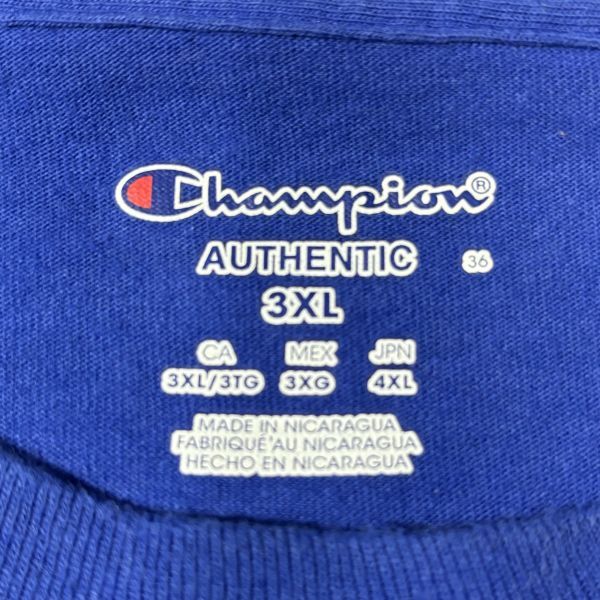 Champion®
AUTHENTIC 36
3XL
CA MEX JPN
3XL/3TG 3XG 4XL
MADE IN NICARAGUA
FABRIQUÉ AU NICARAGUA
HECHO EN NICARAGUA